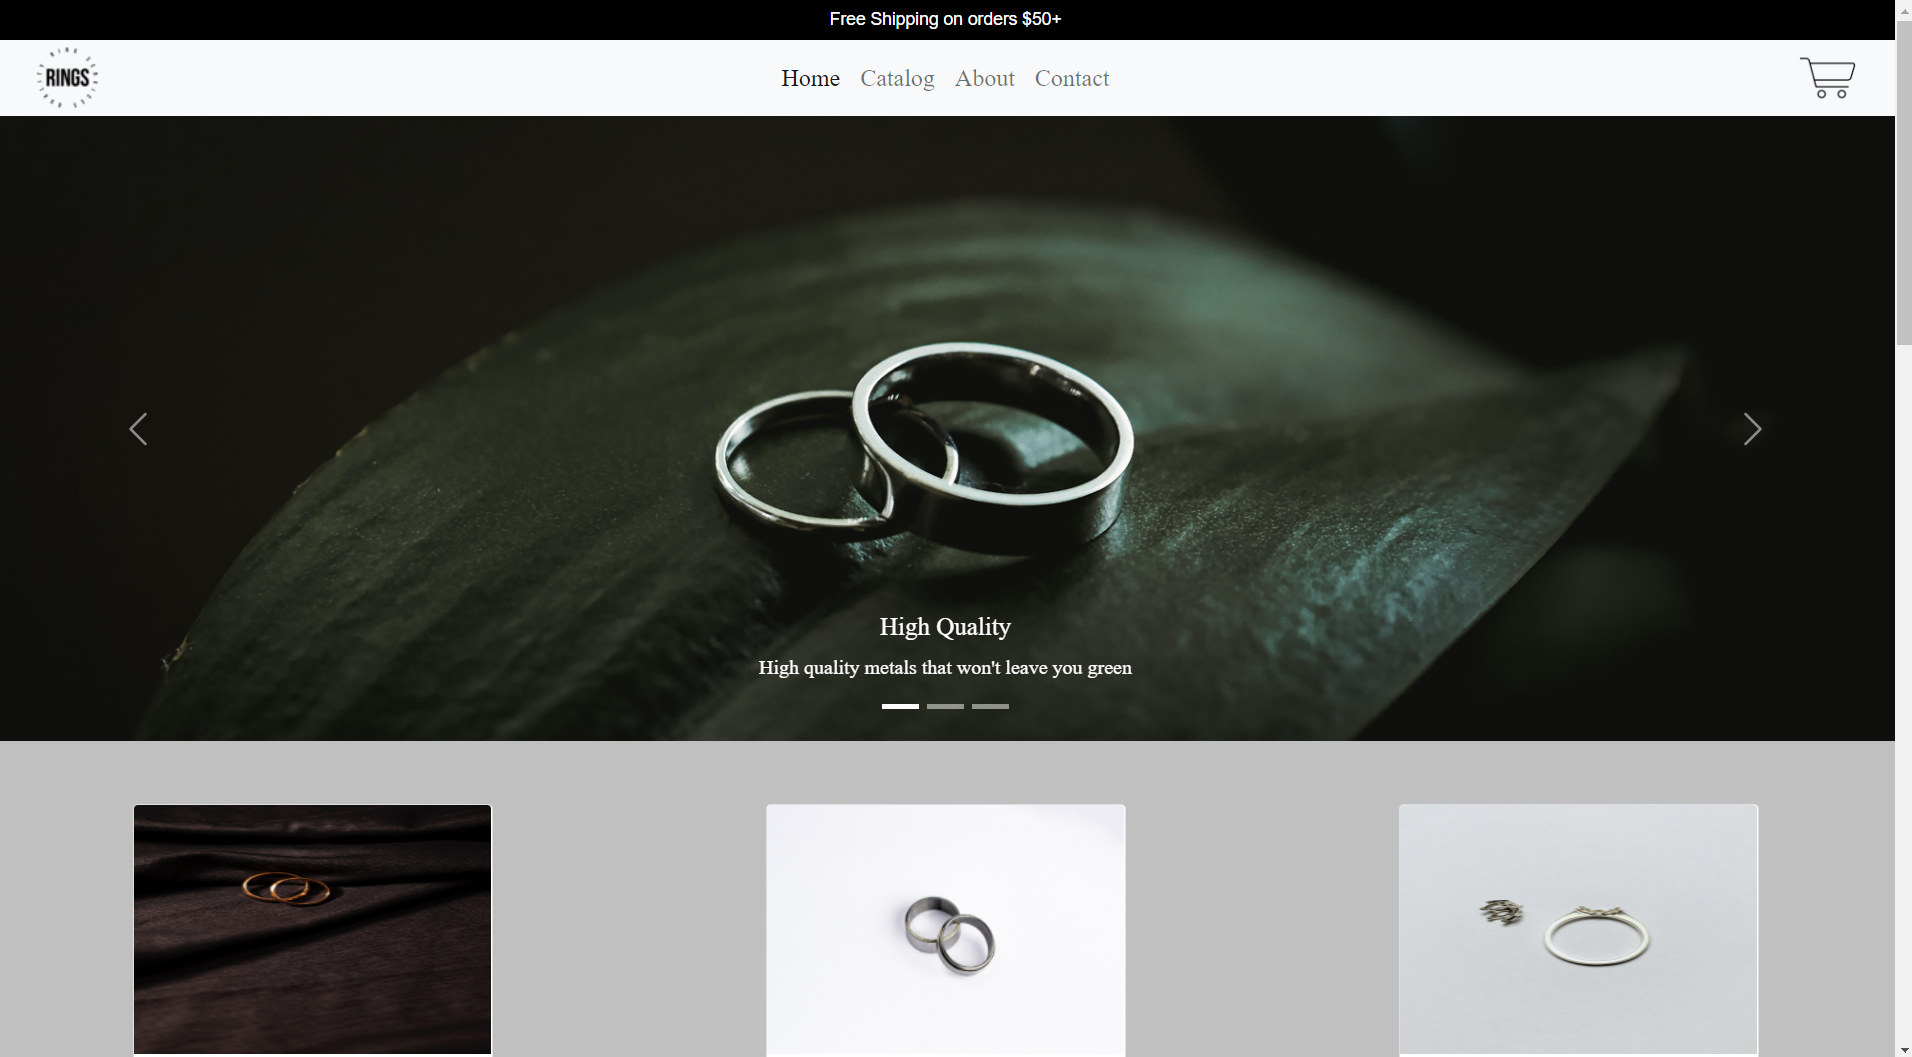 Free Shipping on orders $50+
RINGS
Home Catalog About Contact
High Quality
High quality metals that won't leave you green